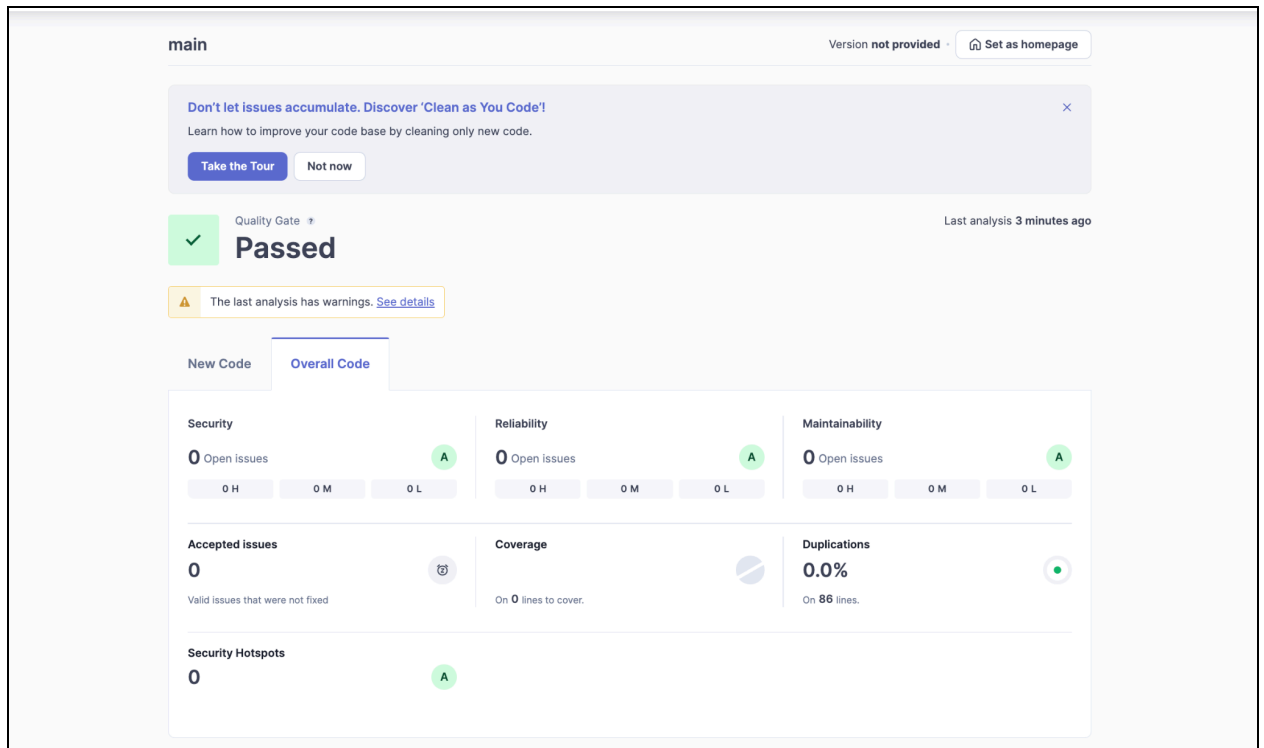 main
Version not provided · Set as homepage
Don't let issues accumulate. Discover 'Clean as You Code'!
Learn how to improve your code base by cleaning only new code.
Take the Tour Not now
Quality Gate ?
Last analysis 3 minutes ago
Passed
The last analysis has warnings. See details
New Code Overall Code
Security Reliability Maintainability
0 Open issues A 0 Open issues A 0 Open issues A
0 H 0 M 0 L 0 H 0 M 0 L 0 H 0 M 0 L
Accepted issues Coverage Duplications
0 0.0%
Valid issues that were not fixed On 0 lines to cover. On 86 lines.
Security Hotspots
0 A